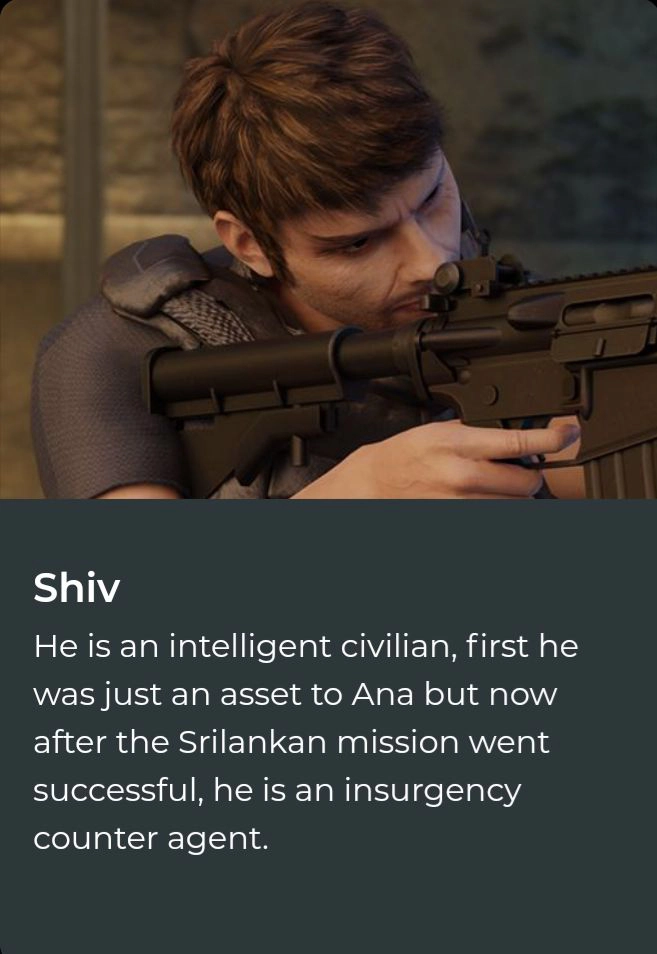 Shiv
He is an intelligent civilian, first he
was just an asset to Ana but now
after the Srilankan mission went
successful, he is an insurgency
counter agent.